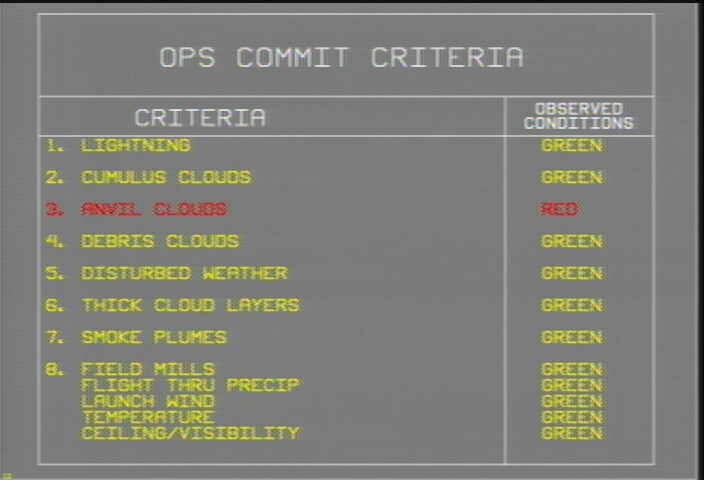 OPS COMMIT CRITERIA
CRITERIA
OBSERVED
CONDITIONS
1. LIGHTNING GREEN
2. CUMULUS CLOUDS GREEN
3. ANVIL CLOUDS RED
4. DEBRIS CLOUDS GREEN
5. DISTURBED WEATHER GREEN
6. THICK CLOUD LAYERS GREEN
7. SMOKE PLUMES GREEN
8. FIELD MILLS GREEN
FLIGHT THRU PRECIP GREEN
LAUNCH WIND GREEN
TEMPERATURE GREEN
CEILING/VISIBILITY GREEN